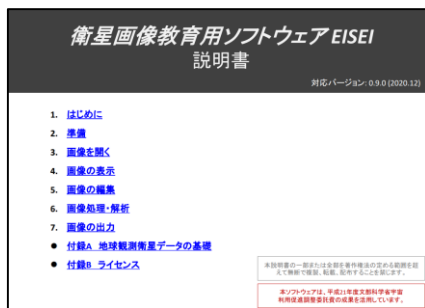 衛星画像教育用ソフトウェア EISEI
説明書
対応バージョン: 0.9.0 (2020.12)
1. はじめに
2. 準備
3. 画像を開く
4. 画像の表示
5. 画像の編集
6. 画像処理・解析
7. 画像の出力
● 付録A 地球観測衛星データの基礎
● 付録B ライセンス
本説明書の一部または全部を著作権法の定める範囲を超
えて無断で複製、転載、配布することを禁じます。
本ソフトウェアは、平成21年度文部科学省宇宙
利用促進調整委託費の成果を活用しています。